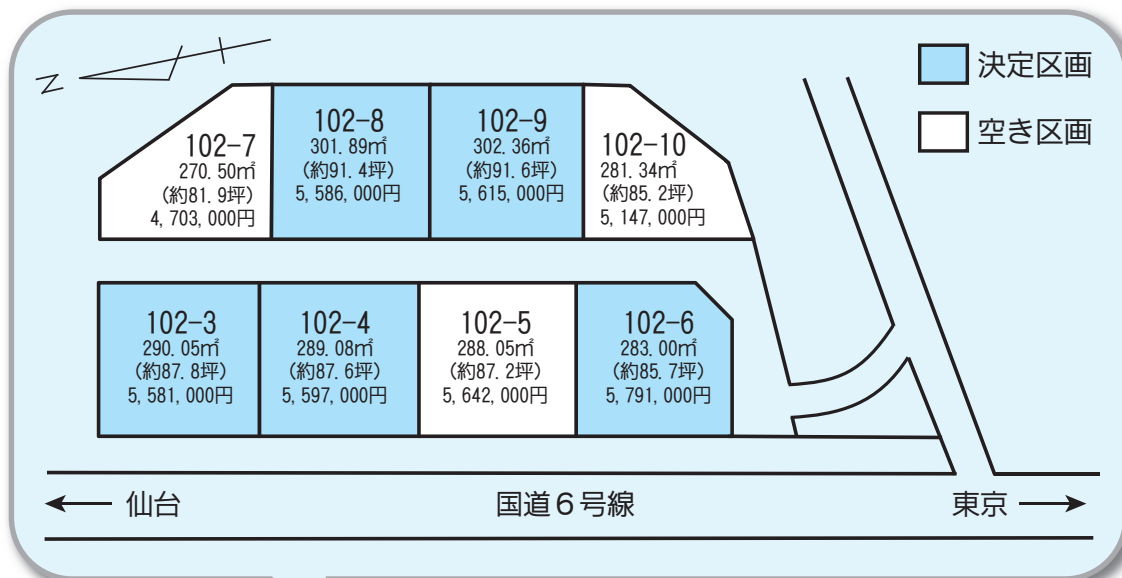 N
決定区画
空き区画
102-7
270.50㎡
(約81.9坪)
4,703,000円
102-8
301.89㎡
(約91.4坪)
5,586,000円
102-9
302.36㎡
(約91.6坪)
5,615,000円
102-10
281.34㎡
(約85.2坪)
5,147,000円
102-3
290.05㎡
(約87.8坪)
5,581,000円
102-4
289.08㎡
(約87.6坪)
5,597,000円
102-5
288.05㎡
(約87.2坪)
5,642,000円
102-6
283.00㎡
(約85.7坪)
5,791,000円
← 仙台
国道6号線
東京 →